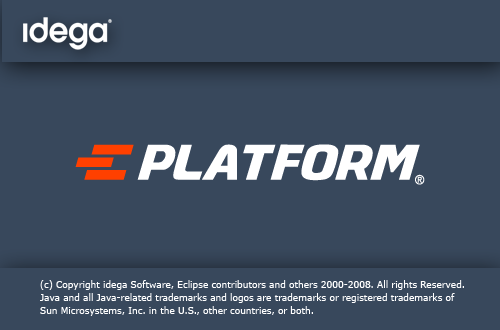 idega®
PLATFORM®
(c) Copyright idega Software, Eclipse contributors and others 2000-2008. All rights Reserved.
Java and all Java-related trademarks and logos are trademarks or registered trademarks of
Sun Microsystems, Inc. in the U.S., other countries, or both.